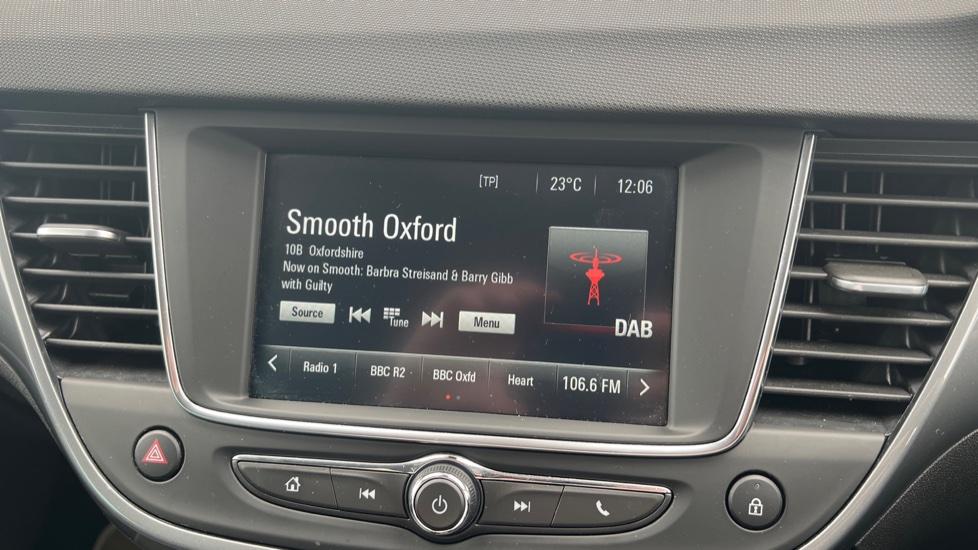 [TP] 23°C 12:06
Smooth Oxford
10B Oxfordshire
Now on Smooth: Barbra Streisand & Barry Gibb
with Guilty
Source Tune Menu
DAB
Radio 1 BBC R2 BBC Oxfd Heart 106.6 FM